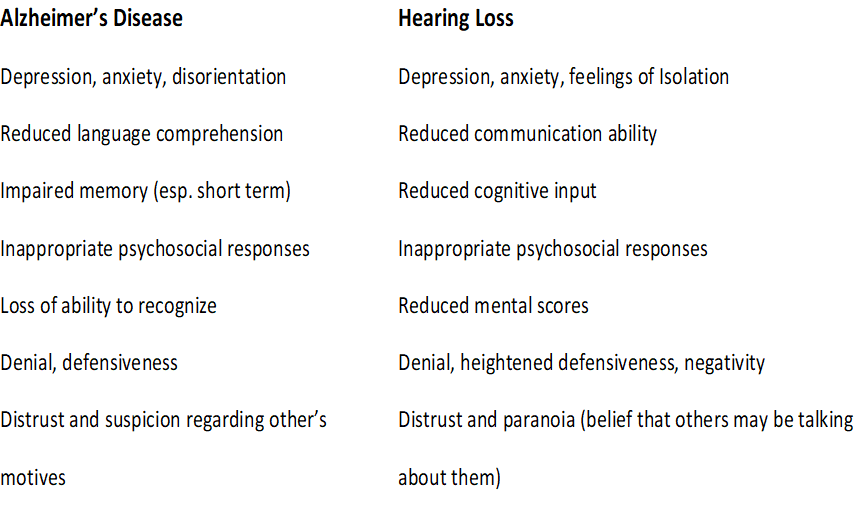 Alzheimer’s Disease Hearing Loss
Depression, anxiety, disorientation Depression, anxiety, feelings of Isolation
Reduced language comprehension Reduced communication ability
Impaired memory (esp. short term) Reduced cognitive input
Inappropriate psychosocial responses Inappropriate psychosocial responses
Loss of ability to recognize Reduced mental scores
Denial, defensiveness Denial, heightened defensiveness, negativity
Distrust and suspicion regarding other’s Distrust and paranoia (belief that others may be talking
motives about them)